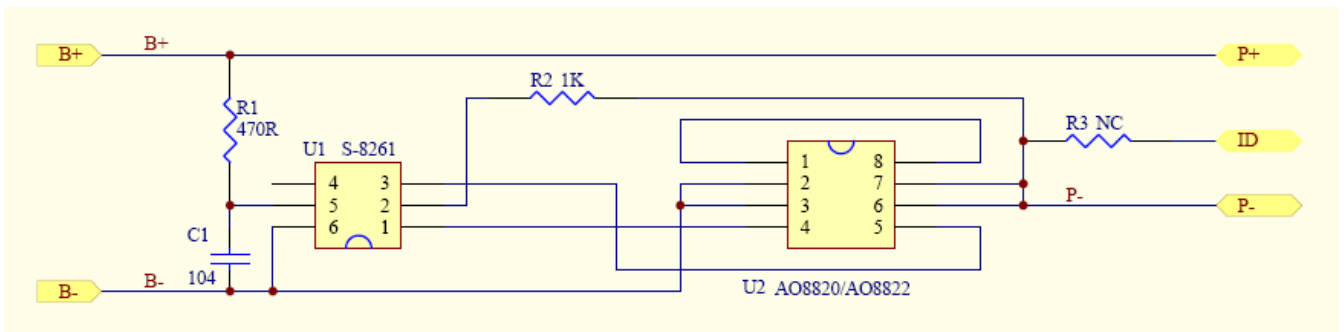 B+ B+ P+
R2 1K
R1
470R
R3 NC ID
U1 S-8261
1 8
4 3 2 7
5 2 3 6 P- P-
6 1 4 5
C1
104
B- B- U2 AO8820/AO8822